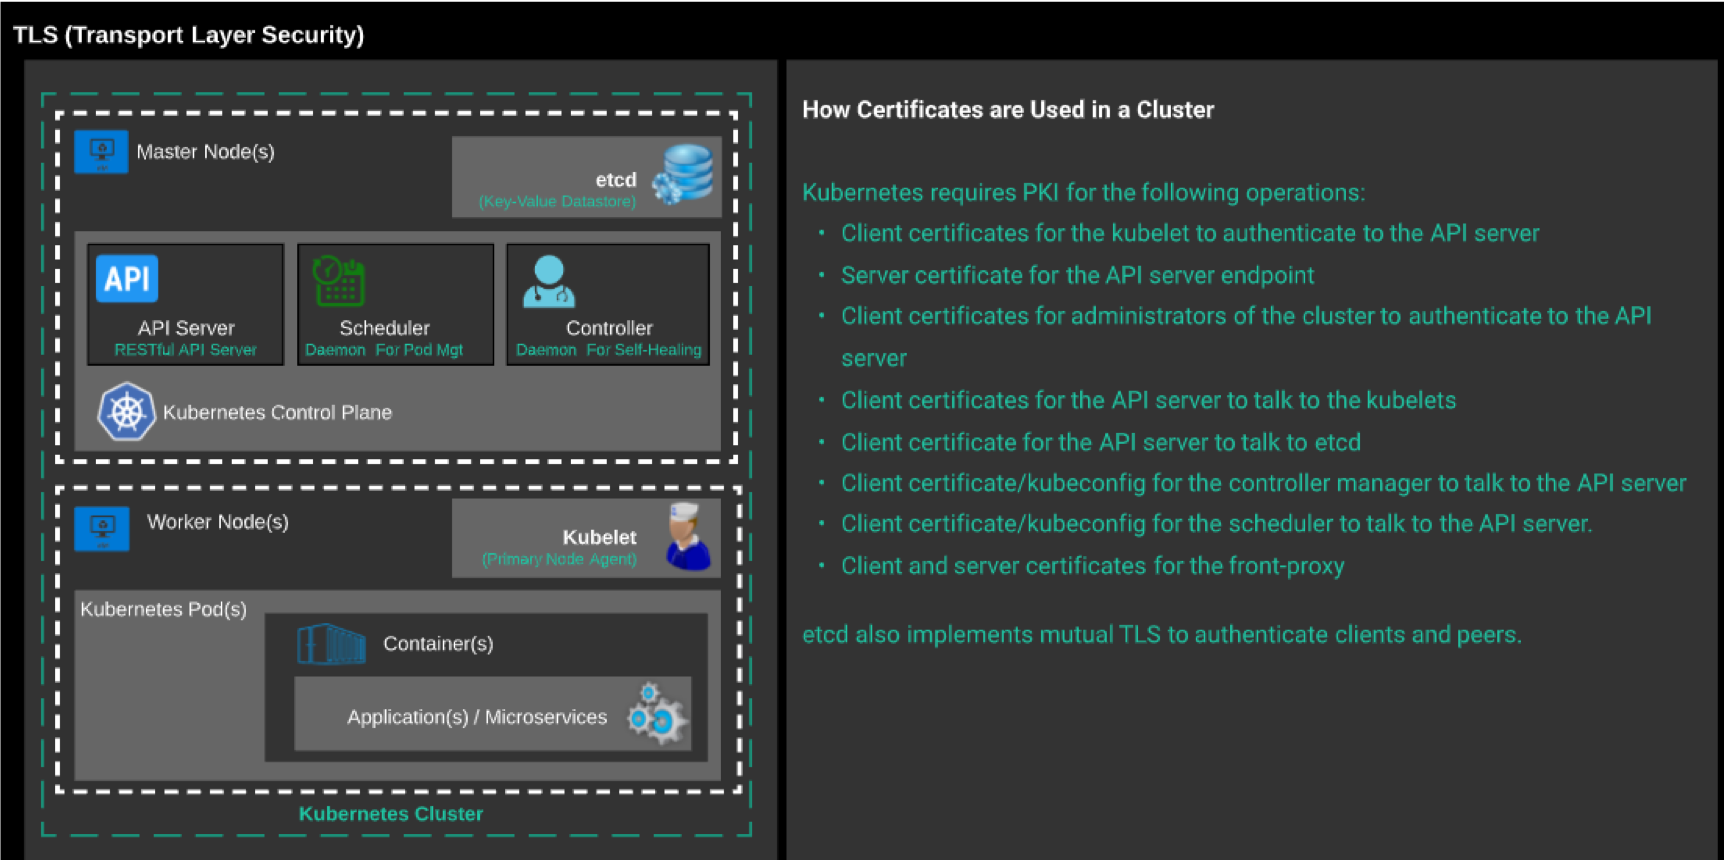 TLS (Transport Layer Security)
Master Node(s)
etcd
(Key-Value Datastore)
API
API Server
RESTful API Server
Scheduler
Daemon For Pod Mgt
Controller
Daemon For Self-Healing
Kubernetes Control Plane
Worker Node(s)
Kubelet
(Primary Node Agent)
Kubernetes Pod(s)
Container(s)
Application(s) / Microservices
Kubernetes Cluster
How Certificates are Used in a Cluster
Kubernetes requires PKI for the following operations:
• Client certificates for the kubelet to authenticate to the API server
• Server certificate for the API server endpoint
• Client certificates for administrators of the cluster to authenticate to the API
server
• Client certificates for the API server to talk to the kubelets
• Client certificate for the API server to talk to etcd
• Client certificate/kubeconfig for the controller manager to talk to the API server
• Client certificate/kubeconfig for the scheduler to talk to the API server.
• Client and server certificates for the front-proxy
etcd also implements mutual TLS to authenticate clients and peers.